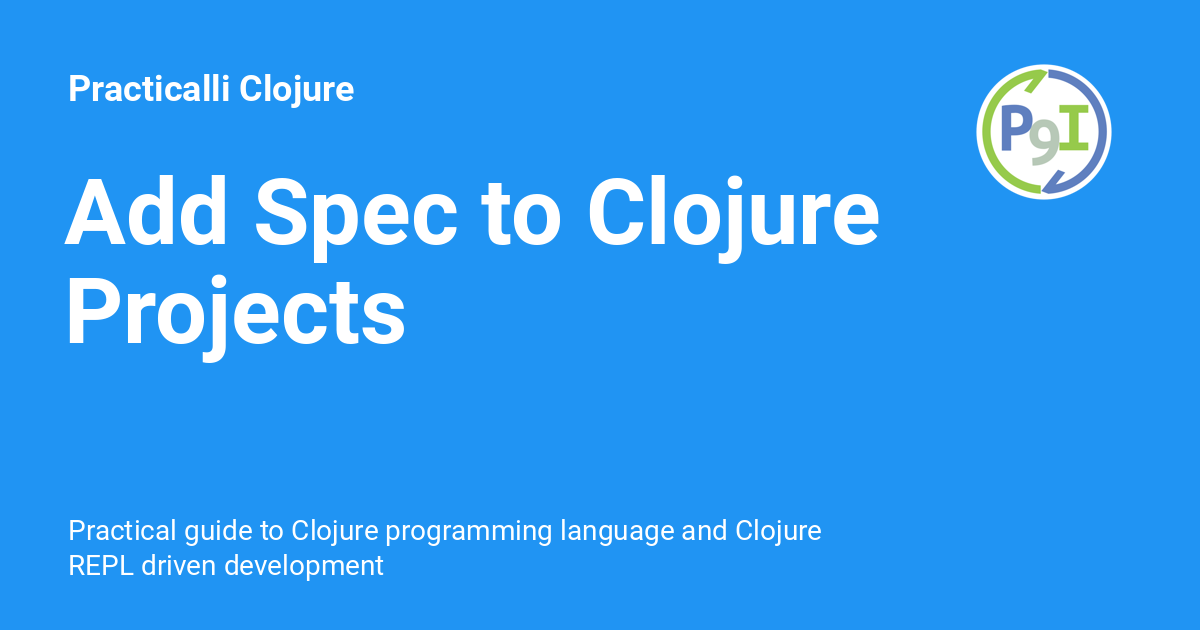 Practicalli Clojure
P9I
Add Spec to Clojure
Projects
Practical guide to Clojure programming language and Clojure
REPL driven development